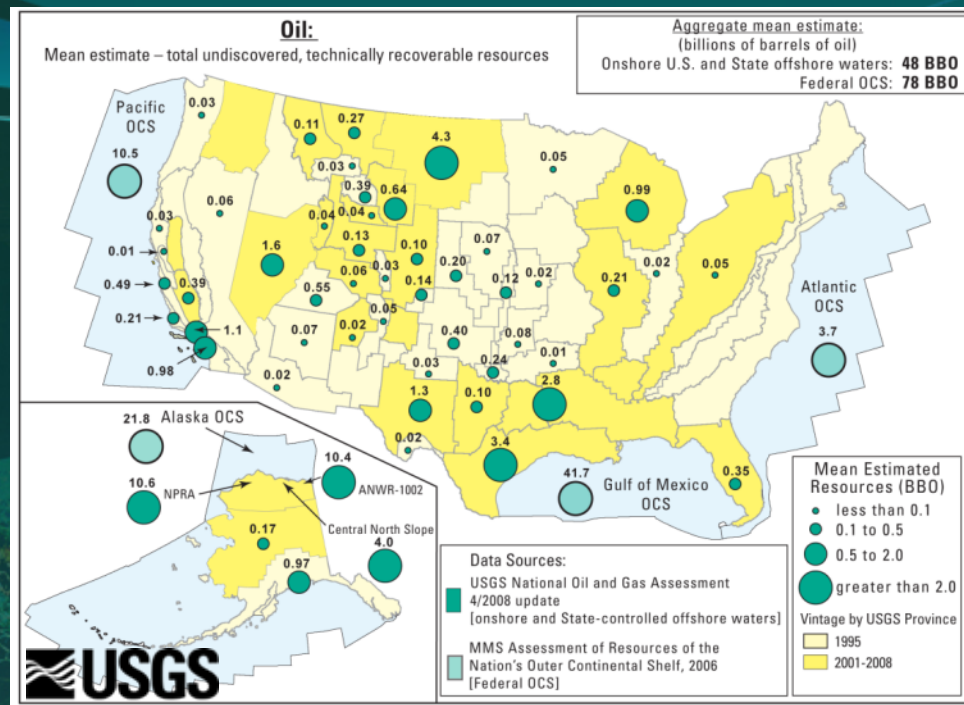 Oil:
Mean estimate – total undiscovered, technically recoverable resources
Aggregate mean estimate:
(billions of barrels of oil)
Onshore U.S. and State offshore waters: 48 BBO
Federal OCS: 78 BBO
Pacific
OCS
10.5
0.03
0.11
0.27
4.3
0.05
0.03
0.39
0.64
0.99
0.06
0.03
0.04
0.04
0.01
1.6
0.13
0.10
0.07
0.20
0.02
0.05
0.49
0.39
0.06
0.03
0.14
0.12
0.21
0.02
0.55
0.21
1.1
0.05
0.07
0.02
0.40
0.08
0.98
0.02
0.03
0.24
0.01
1.3
0.10
2.8
0.02
3.4
0.35
Atlantic
OCS
3.7
41.7
Gulf of Mexico
OCS
21.8
Alaska OCS
10.6
NPRA
10.4
ANWR-1002
Central North Slope
4.0
0.17
0.97
USGS
Data Sources:
USGS National Oil and Gas Assessment
4/2008 update
[onshore and State-controlled offshore waters]
MMS Assessment of Resources of the
Nation's Outer Continental Shelf, 2006
[Federal OCS]
Mean Estimated
Resources (BBO)
less than 0.1
0.1 to 0.5
0.5 to 2.0
greater than 2.0
Vintage by USGS Province
1995
2001-2008